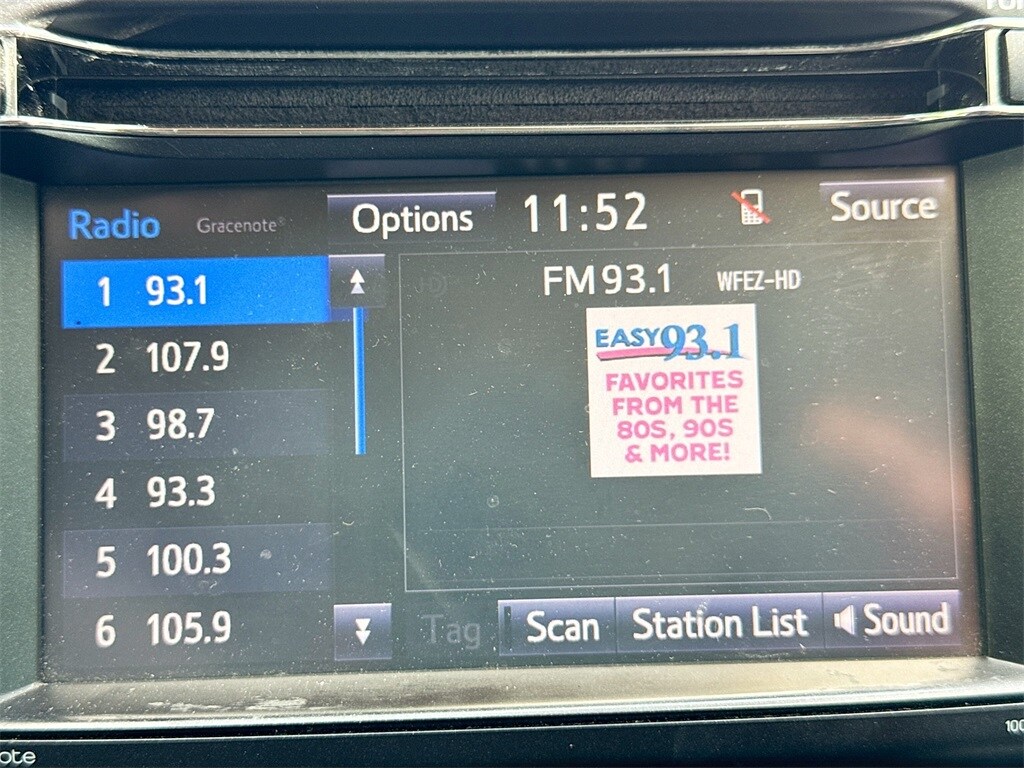 Radio Gracenote® Options 11:52 Source
1 93.1
2 107.9
3 98.7
4 93.3
5 100.3
6 105.9
FM 93.1 WFEZ-HD
EASY 93.1
FAVORITES
FROM THE
80S, 90S
& MORE!
Tag Scan Station List Sound